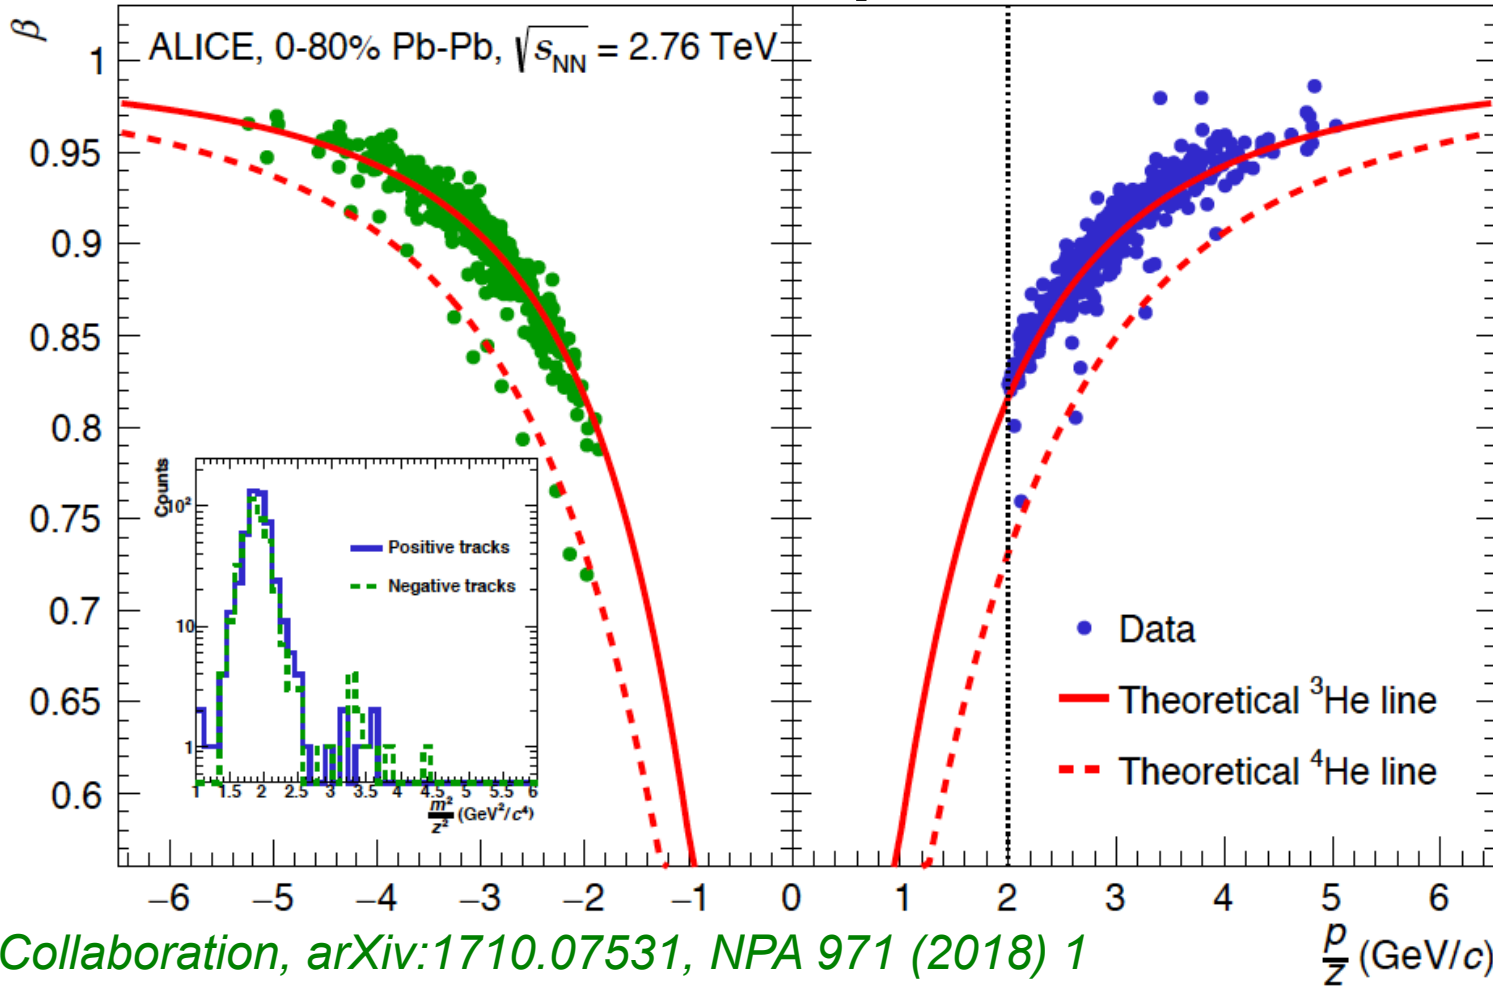 β
ALICE, 0-80% Pb-Pb, √s_NN = 2.76 TeV
1
0.95
0.9
0.85
0.8
0.75
0.7
0.65
0.6
Counts
10²
10
1
Positive tracks
Negative tracks
1 1.5 2 2.5 3 3.5 4 4.5 5 5.5 6
m²/z² (GeV²/c⁴)
Data
Theoretical ³He line
Theoretical ⁴He line
−6 −5 −4 −3 −2 −1 0 1 2 3 4 5 6
p/z (GeV/c)
Collaboration, arXiv:1710.07531, NPA 971 (2018) 1